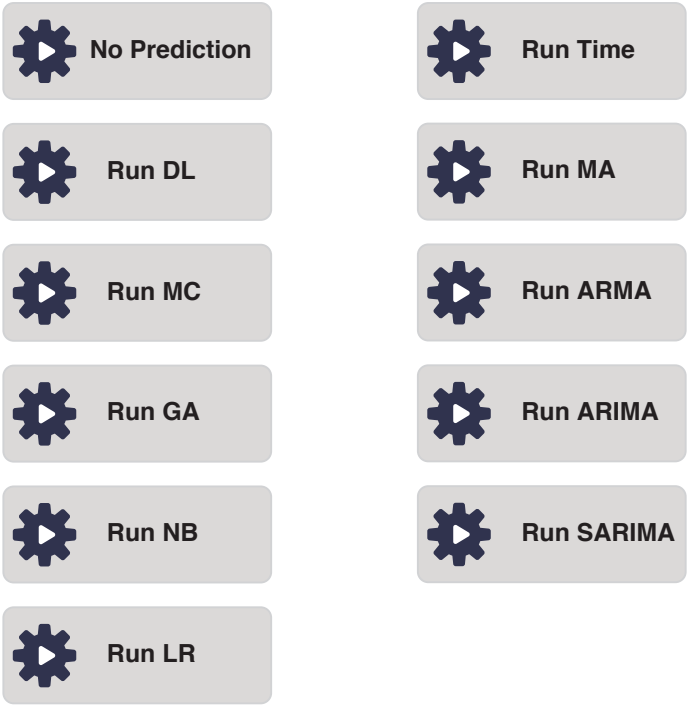 No Prediction
Run DL
Run MC
Run GA
Run NB
Run LR
Run Time
Run MA
Run ARMA
Run ARIMA
Run SARIMA